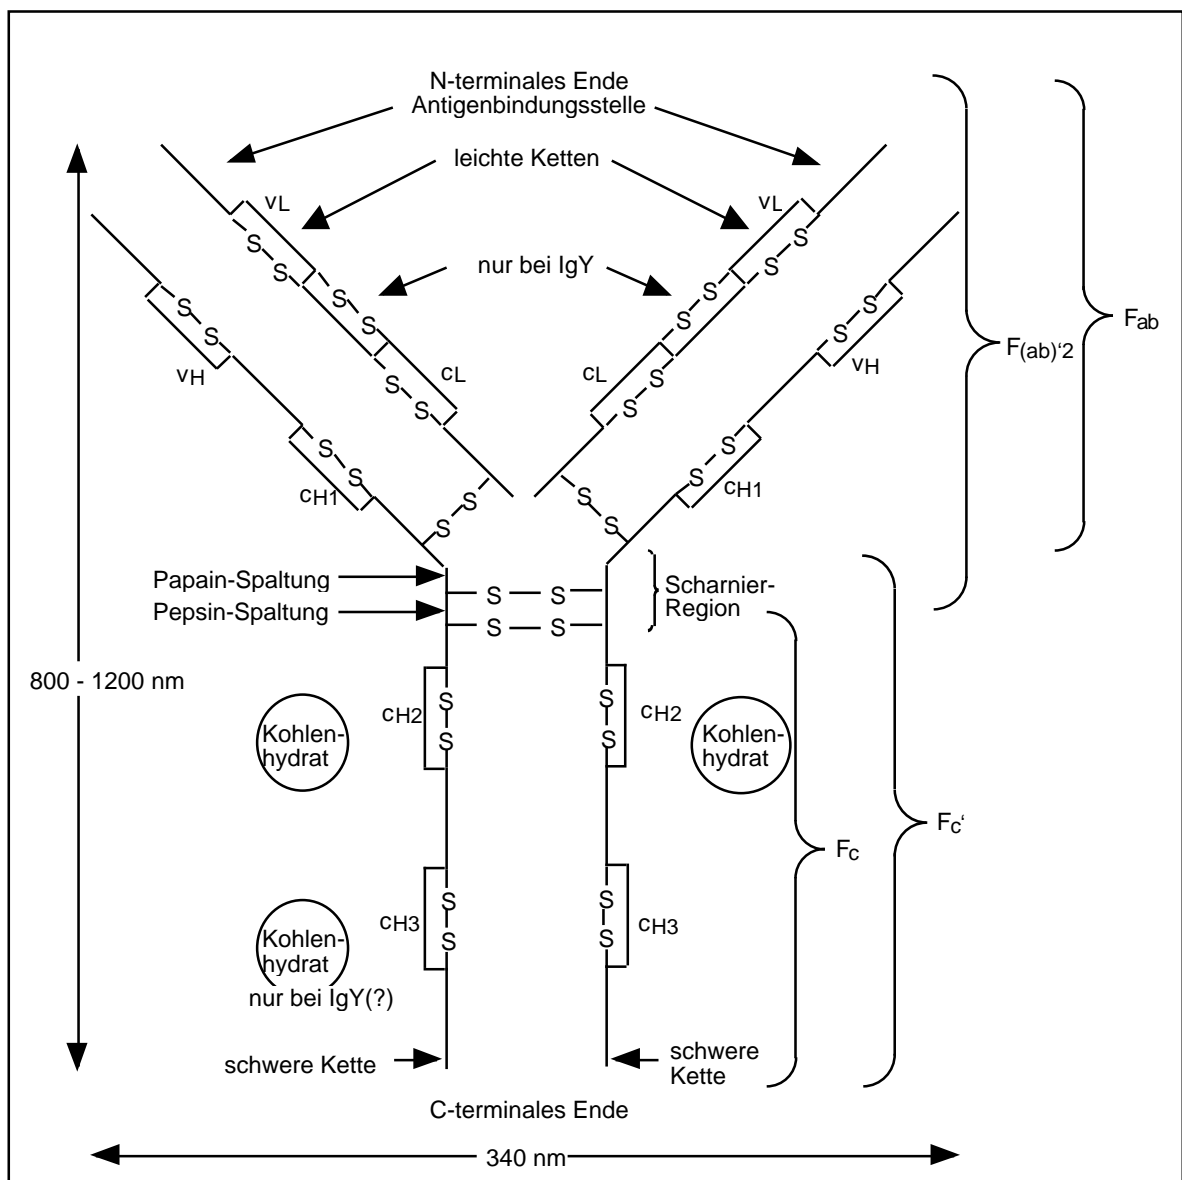 N-terminales Ende
Antigenbindungsstelle
leichte Ketten
vL
vL
S
S
S
S
nur bei IgY
S
S
S
S
S
S
S
S
vH
vH
cL
cL
S
S
S
S
Fab
F(ab)‘2
S
S
S
S
cH1
cH1
S
S
S
S
Papain-Spaltung
Pepsin-Spaltung
S S
S S
Scharnier-
Region
800 - 1200 nm
cH2
S
S
S
S
cH2
Kohlen-
hydrat
Kohlen-
hydrat
Fc
Fc‘
cH3
S
S
S
S
cH3
Kohlen-
hydrat
nur bei IgY(?)
schwere Kette
schwere
Kette
C-terminales Ende
340 nm